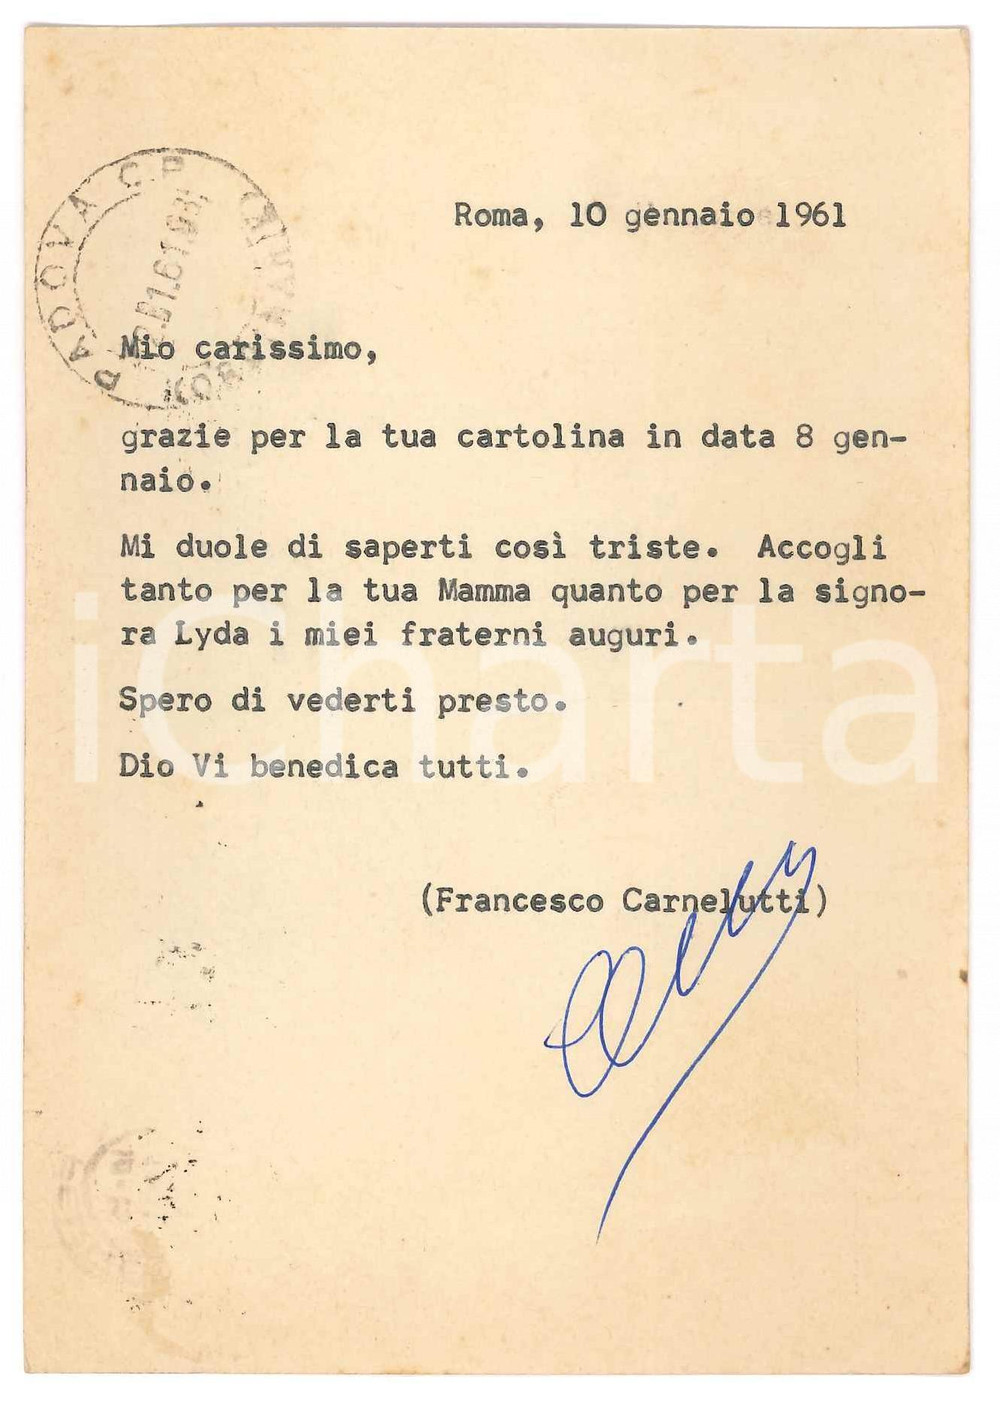 Roma, 10 gennaio 1961
PADOVA C.P.
Mio carissimo,
grazie per la tua cartolina in data 8 gen-
naio.
Mi duole di saperti così triste. Accogli
tanto per la tua Mamma quanto per la signo-
ra Lyda i miei fraterni auguri.
Spero di vederti presto.
Dio Vi benedica tutti.
(Francesco Carnelutti)
iCharta